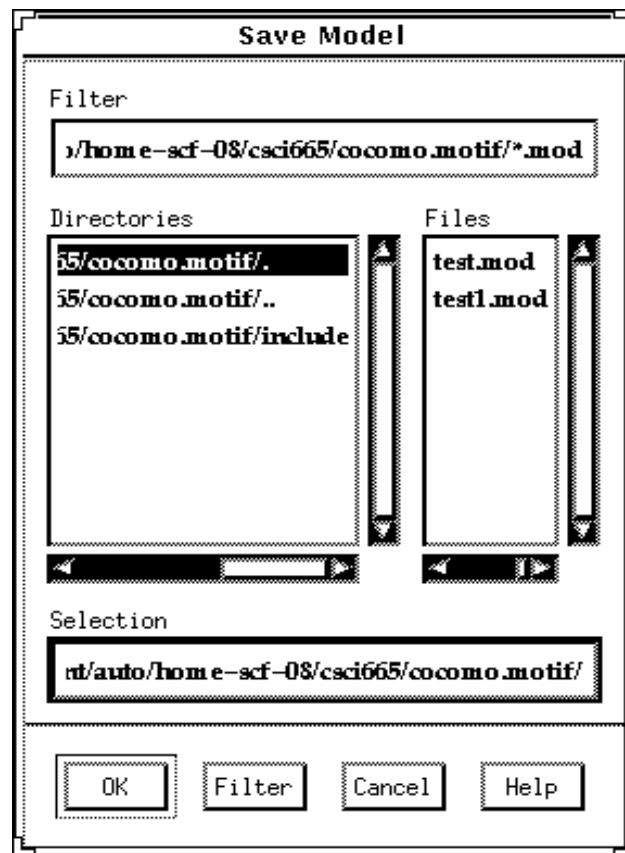 Save Model
Filter
/home-scf-08/csci665/cocomo.motif/*.mod
Directories
Files
65/cocomo.motif/.
65/cocomo.motif/..
65/cocomo.motif/include
test.mod
test1.mod
Selection
nt/auto/home-scf-08/csci665/cocomo.motif/
OK
Filter
Cancel
Help